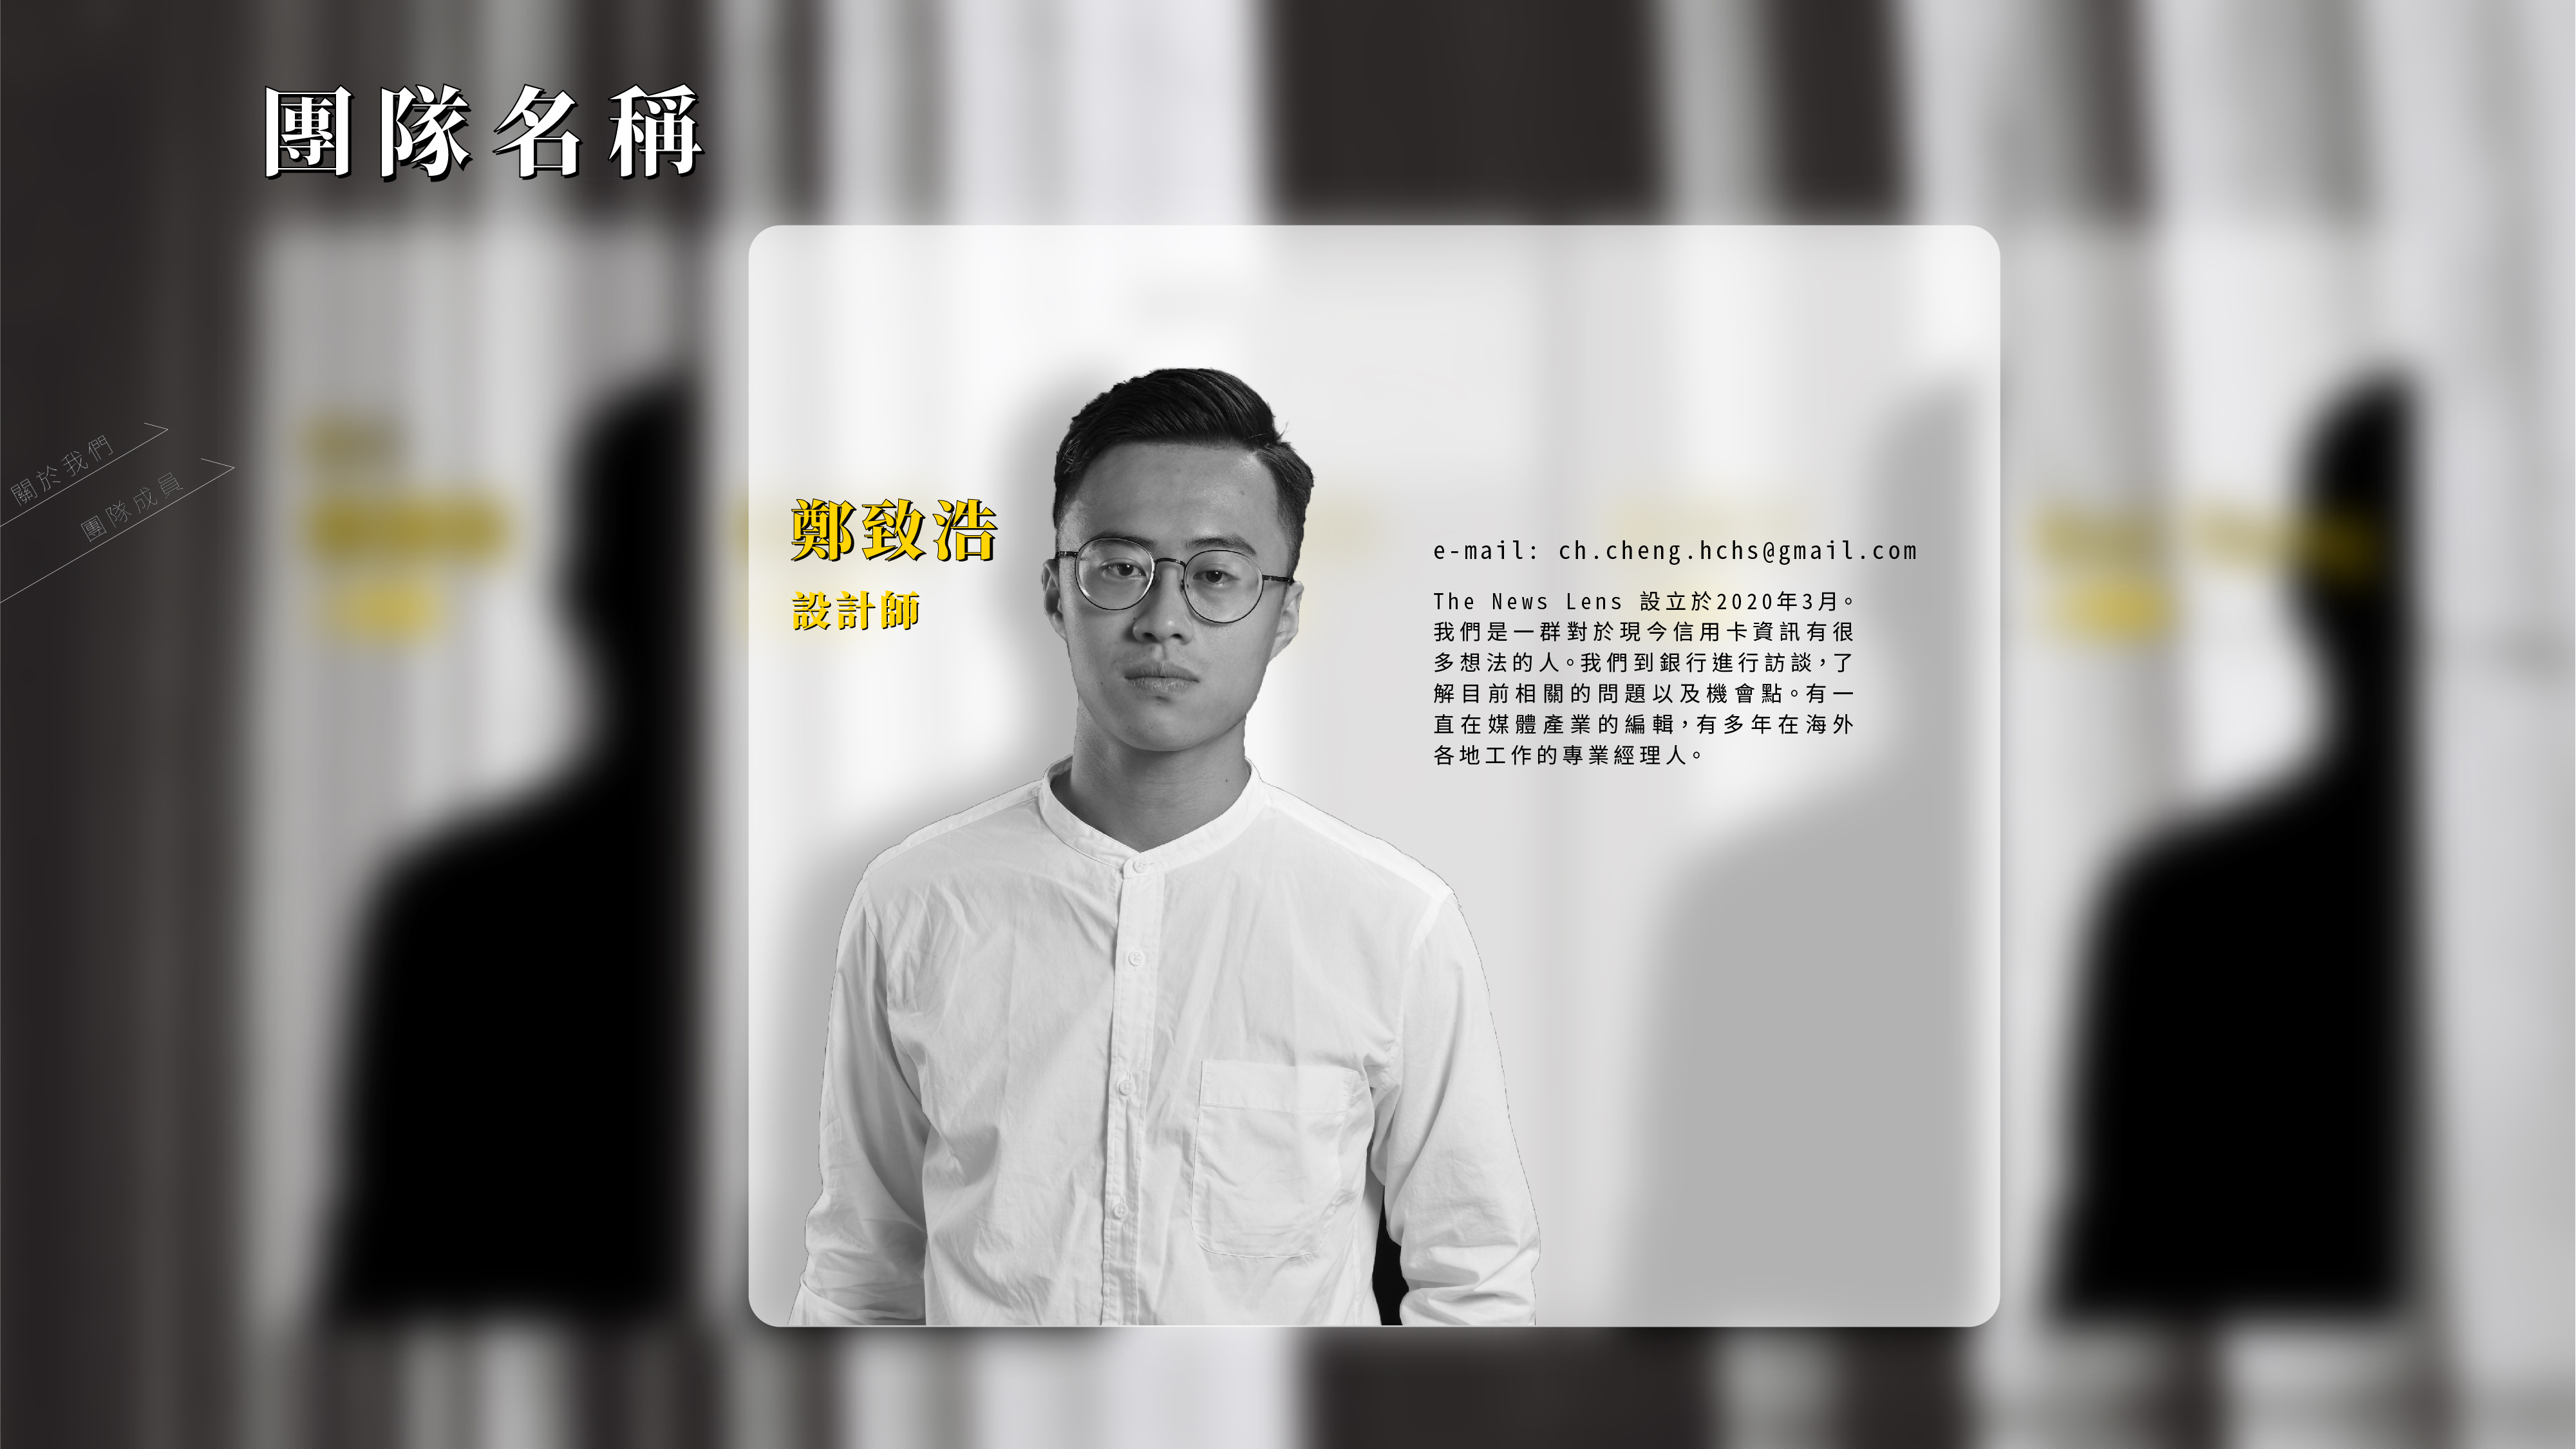 團隊名稱
關於我們
團隊成員
鄭致浩
設計師
e-mail: ch.cheng.hchs@gmail.com
The News Lens 設立於2020年3月。
我們是一群對於現今信用卡資訊有很
多想法的人。我們到銀行進行訪談，了
解目前相關的問題以及機會點。有一
直在媒體產業的編輯，有多年在海外
各地工作的專業經理人。